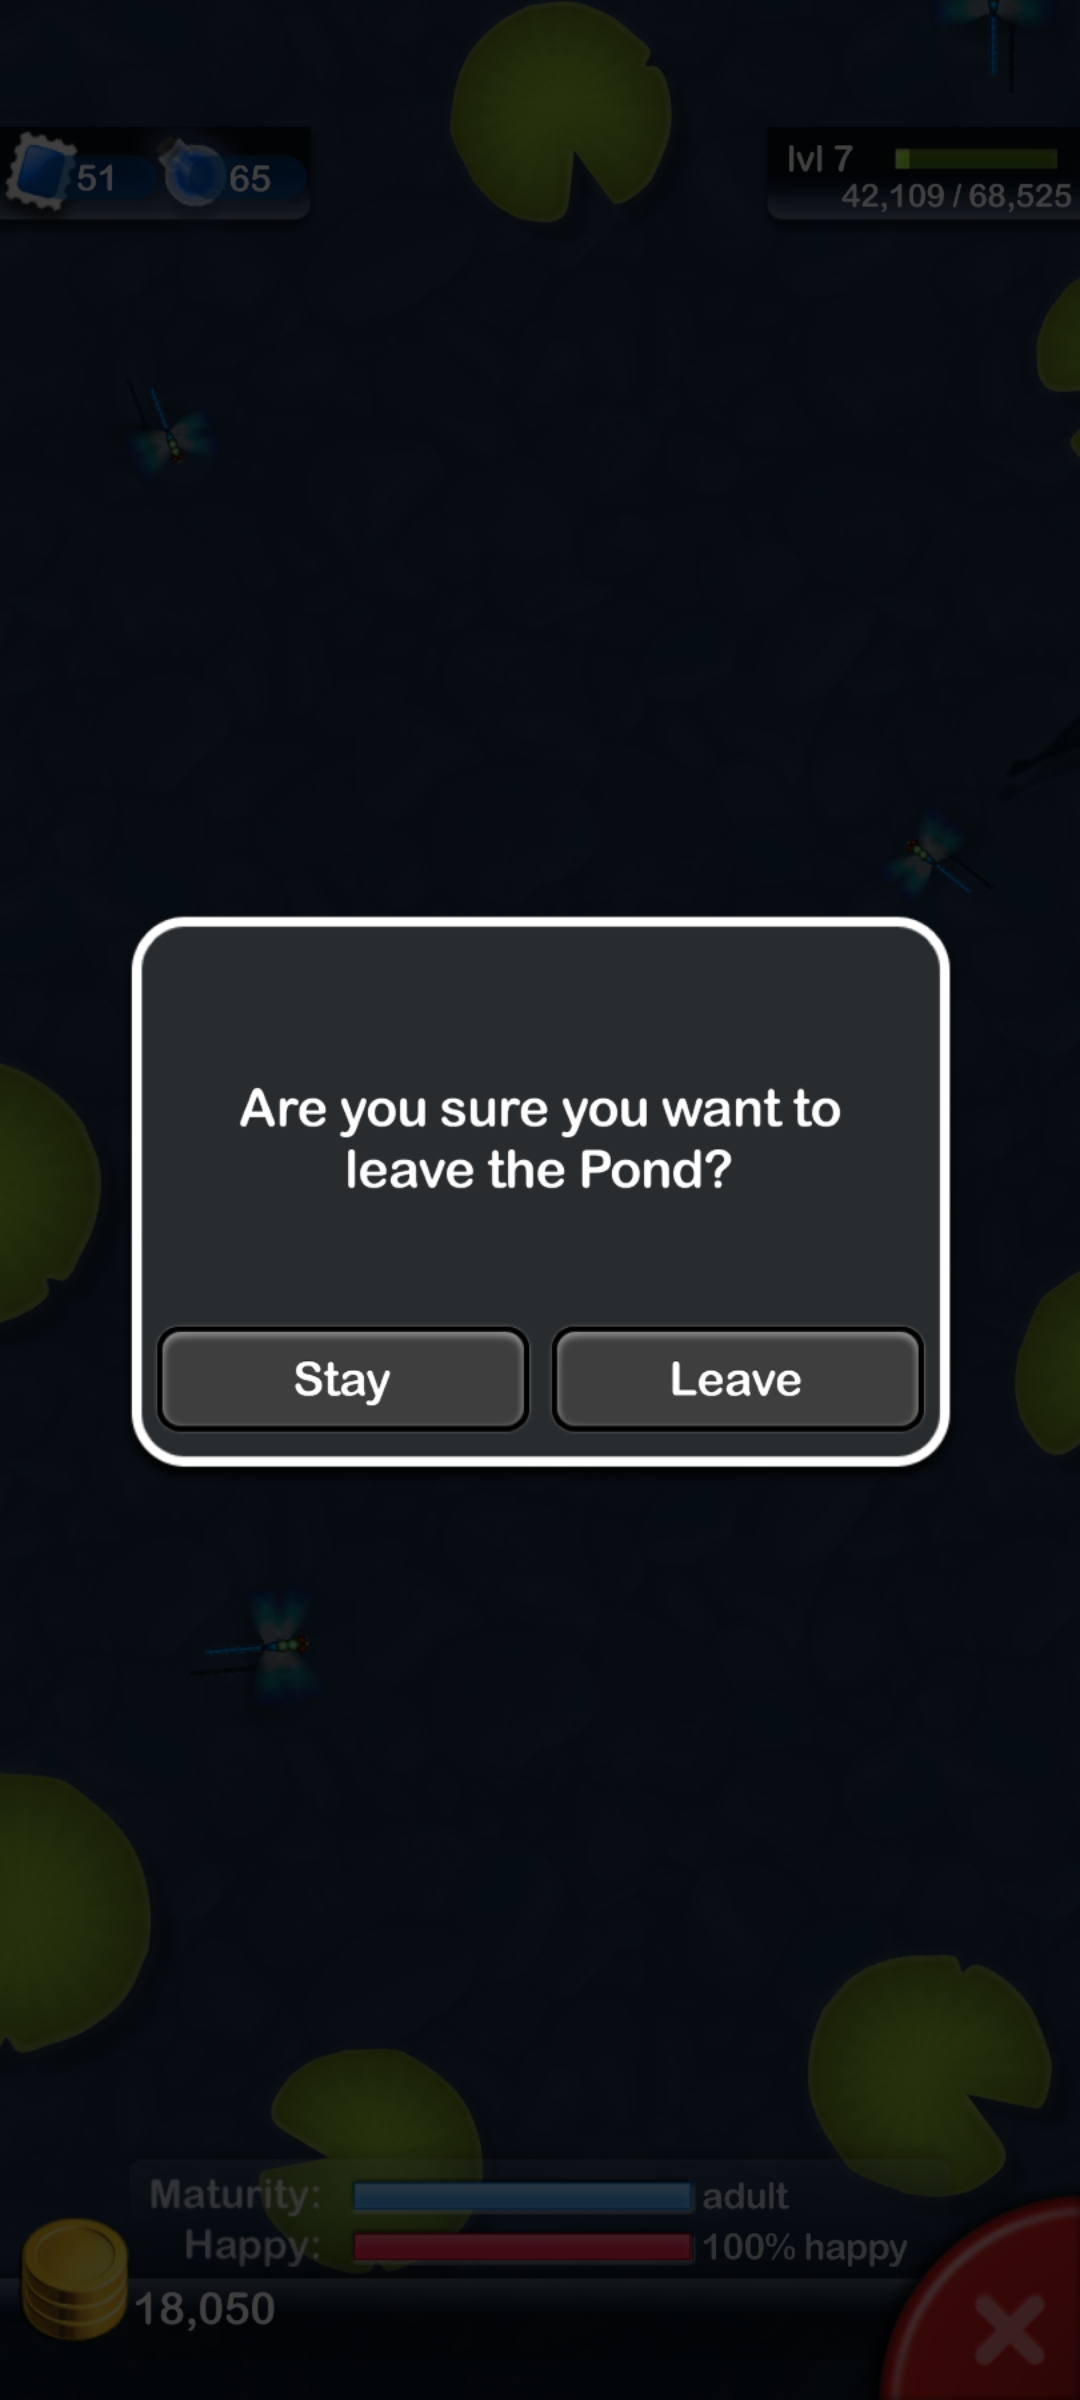 51
65
lvl 7
42,109 / 68,525
Are you sure you want to
leave the Pond?
Stay
Leave
Maturity:
adult
Happy:
100% happy
18,050